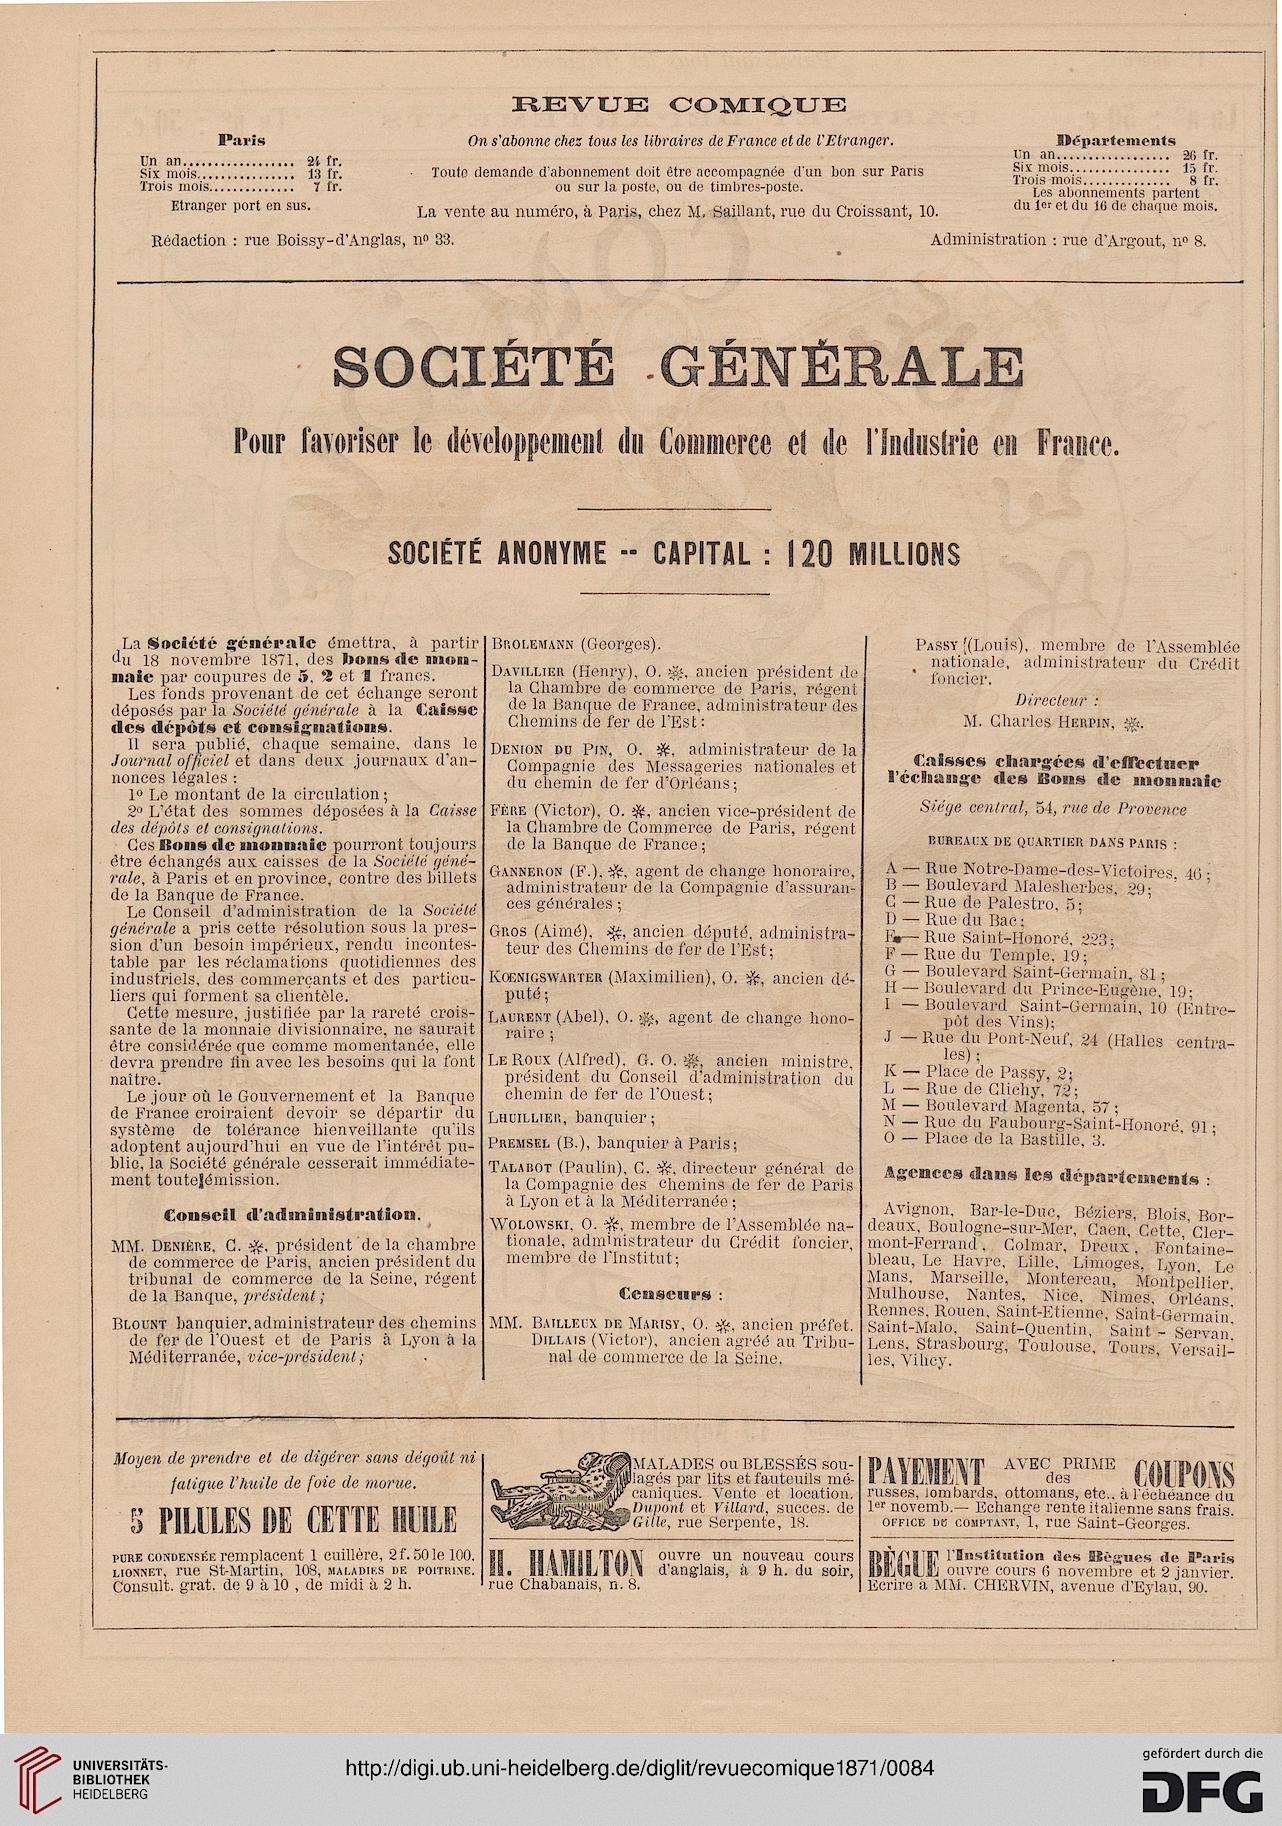 REVUE COMIQUE
Paris
Un an.................. 24 fr.
Six mois................ 13 fr.
Trois mois.............. 7 fr.
Etranger port en sus.
On s'abonne chez tous les libraires de France et de l'Etranger.
Toute demande d'abonnement doit être accompagnée d'un bon sur Paris
ou sur la poste, ou de timbres-poste.
La vente au numéro, à Paris, chez M. Saillant, rue du Croissant, 10.
Départements
Un an.................. 26 fr.
Six mois................ 15 fr.
Trois mois.............. 8 fr.
Les abonnements partent
du 1er et du 16 de chaque mois.
Rédaction : rue Boissy-d'Anglas, no 33.
Administration : rue d'Argout, no 8.
SOCIÉTÉ GÉNÉRALE
Pour favoriser le développement du Commerce et de l'Industrie en France.
SOCIÉTÉ ANONYME -- CAPITAL : 120 MILLIONS
La Société générale émettra, à partir
du 18 novembre 1871, des bons de mon-
naie par coupures de 5, 2 et 1 francs.
Les fonds provenant de cet échange seront
déposés par la Société générale à la Caisse
des dépôts et consignations.
Il sera publié, chaque semaine, dans le
Journal officiel et dans deux journaux d'an-
nonces légales :
1o Le montant de la circulation;
2o L'état des sommes déposées à la Caisse
des dépôts et consignations.
Ces Bons de monnaie pourront toujours
être échangés aux caisses de la Société géné-
rale, à Paris et en province, contre des billets
de la Banque de France.
Le Conseil d'administration de la Société
générale a pris cette résolution sous la pres-
sion d'un besoin impérieux, rendu incontes-
table par les réclamations quotidiennes des
industriels, des commerçants et des particu-
liers qui forment sa clientèle.
Cette mesure, justifiée par la rareté crois-
sante de la monnaie divisionnaire, ne saurait
être considérée que comme momentanée, elle
devra prendre fin avec les besoins qui la font
naître.
Le jour où le Gouvernement et la Banque
de France croiraient devoir se départir du
système de tolérance bienveillante qu'ils
adoptent aujourd'hui en vue de l'intérêt pu-
blic, la Société générale cesserait immédiate-
ment toute émission.
Conseil d'administration.
MM. DENIÈRE, C. ✻, président de la chambre
de commerce de Paris, ancien président du
tribunal de commerce de la Seine, régent
de la Banque, président ;
BLOUNT banquier, administrateur des chemins
de fer de l'Ouest et de Paris à Lyon à la
Méditerranée, vice-président;
BROLEMANN (Georges).
DAVILLIER (Henry), O. ✻, ancien président de
la Chambre de commerce de Paris, régent
de la Banque de France, administrateur des
Chemins de fer de l'Est :
DENION DU PIN, O. ✻, administrateur de la
Compagnie des Messageries nationales et
du chemin de fer d'Orléans;
FÈRE (Victor), O. ✻, ancien vice-président de
la Chambre de Commerce de Paris, régent
de la Banque de France;
GANNERON (F.), ✻, agent de change honoraire,
administrateur de la Compagnie d'assuran-
ces générales ;
GROS (Aimé), ✻, ancien député, administra-
teur des Chemins de fer de l'Est;
KŒNIGSWARTER (Maximilien), O. ✻, ancien dé-
puté;
LAURENT (Abel), O. ✻, agent de change hono-
raire ;
LE ROUX (Alfred), G. O. ✻, ancien ministre,
président du Conseil d'administration du
chemin de fer de l'Ouest;
LHUILLIER, banquier;
PREMSEL (B.), banquier à Paris;
TALABOT (Paulin), C. ✻, directeur général de
la Compagnie des chemins de fer de Paris
à Lyon et à la Méditerranée;
WOLOWSKI, O. ✻, membre de l'Assemblée na-
tionale, administrateur du Crédit foncier,
membre de l'Institut;
Censeurs :
MM. BAILLEUX DE MARISY, O. ✻, ancien préfet.
DILLAIS (Victor), ancien agréé au Tribu-
nal de commerce de la Seine.
PASSY (Louis), membre de l'Assemblée
nationale, administrateur du Crédit
foncier.
Directeur :
M. Charles HERPIN, ✻.
Caisses chargées d'effectuer
l'échange des Bons de monnaie
Siége central, 54, rue de Provence
BUREAUX DE QUARTIER DANS PARIS :
A — Rue Notre-Dame-des-Victoires, 46;
B — Boulevard Malesherbes, 29;
C — Rue de Palestro, 5;
D — Rue du Bac;
E — Rue Saint-Honoré, 223;
F — Rue du Temple, 19;
G — Boulevard Saint-Germain, 81;
H — Boulevard du Prince-Eugène, 19;
I — Boulevard Saint-Germain, 10 (Entre-
pôt des Vins);
J — Rue du Pont-Neuf, 24 (Halles centra-
les) ;
K — Place de Passy, 2;
L — Rue de Clichy, 72;
M — Boulevard Magenta, 57;
N — Rue du Faubourg-Saint-Honoré, 91;
O — Place de la Bastille, 3.
Agences dans les départements :
Avignon, Bar-le-Duc, Béziers, Blois, Bor-
deaux, Boulogne-sur-Mer, Caen, Cette, Cler-
mont-Ferrand, Colmar, Dreux, Fontaine-
bleau, Le Havre, Lille, Limoges, Lyon, Le
Mans, Marseille, Montereau, Montpellier,
Mulhouse, Nantes, Nice, Nîmes, Orléans,
Rennes, Rouen, Saint-Etienne, Saint-Germain,
Saint-Malo, Saint-Quentin, Saint-Servan,
Lens, Strasbourg, Toulouse, Tours, Versail-
les, Vihcy.
Moyen de prendre et de digérer sans dégoût ni
fatigue l'huile de foie de morue.
5 PILULES DE CETTE HUILE
PURE CONDENSÉE remplacent 1 cuillère, 2f. 50 le 100.
LIONNET, rue St-Martin, 108, MALADIES DE POITRINE.
Consult. grat. de 9 à 10, de midi à 2 h.
MALADES ou BLESSÉS sou-
lagés par lits et fauteuils mé-
caniques. Vente et location.
Dupont et Villard, succes. de
Gille, rue Serpente, 18.
H. HAMILTON ouvre un nouveau cours
d'anglais, à 9 h. du soir,
rue Chabanais, n. 8.
PAYEMENT AVEC PRIME des COUPONS
russes, lombards, ottomans, etc., à l'échéance du
1er novemb.— Echange rente italienne sans frais.
OFFICE DU COMPTANT, 1, rue Saint-Georges.
BÈGUE l'Institution des Bègues de Paris
ouvre cours 6 novembre et 2 janvier.
Ecrire à MM. CHERVIN, avenue d'Eylau, 90.
UNIVERSITÄTS-
BIBLIOTHEK
HEIDELBERG
http://digi.ub.uni-heidelberg.de/diglit/revuecomique1871/0084
gefördert durch die
DFG